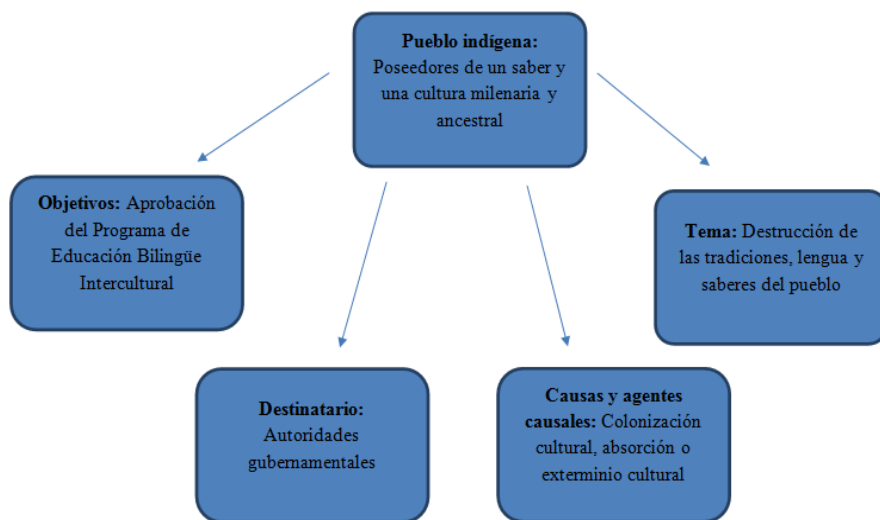 Pueblo indígena:
Poseedores de un saber y
una cultura milenaria y
ancestral
Objetivos: Aprobación
del Programa de
Educación Bilingüe
Intercultural
Tema: Destrucción de
las tradiciones, lengua y
saberes del pueblo
Destinatario:
Autoridades
gubernamentales
Causas y agentes
causales: Colonización
cultural, absorción o
exterminio cultural